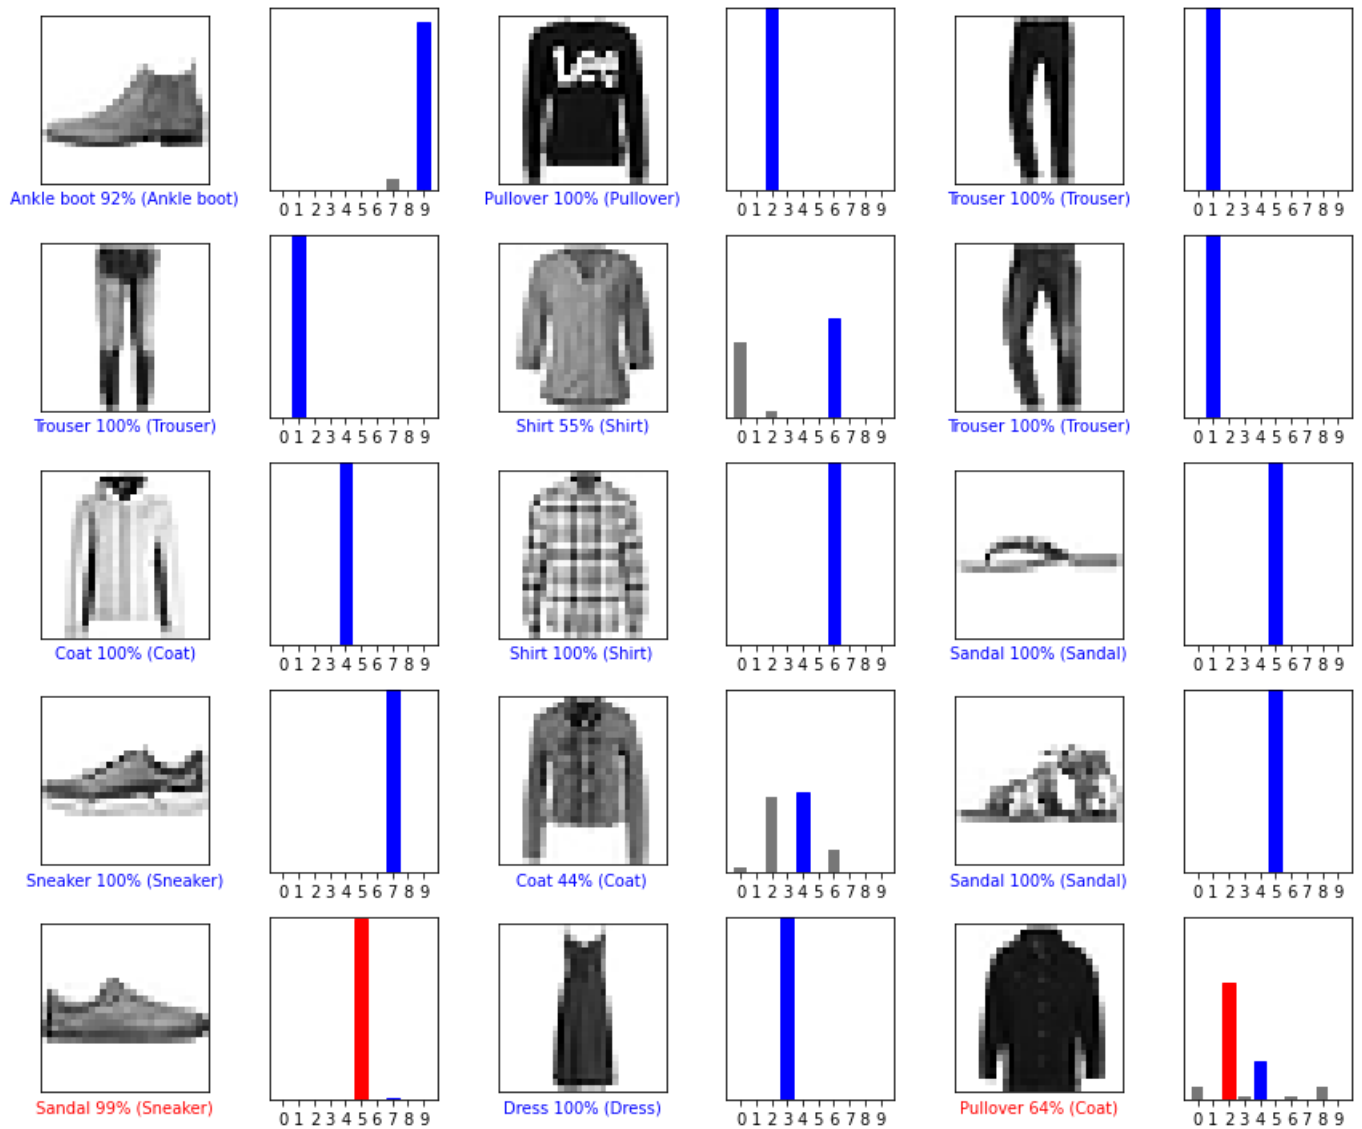 Lee
Ankle boot 92% (Ankle boot)
0 1 2 3 4 5 6 7 8 9
Pullover 100% (Pullover)
0 1 2 3 4 5 6 7 8 9
Trouser 100% (Trouser)
0 1 2 3 4 5 6 7 8 9
Trouser 100% (Trouser)
0 1 2 3 4 5 6 7 8 9
Shirt 55% (Shirt)
0 1 2 3 4 5 6 7 8 9
Trouser 100% (Trouser)
0 1 2 3 4 5 6 7 8 9
Coat 100% (Coat)
0 1 2 3 4 5 6 7 8 9
Shirt 100% (Shirt)
0 1 2 3 4 5 6 7 8 9
Sandal 100% (Sandal)
0 1 2 3 4 5 6 7 8 9
Sneaker 100% (Sneaker)
0 1 2 3 4 5 6 7 8 9
Coat 44% (Coat)
0 1 2 3 4 5 6 7 8 9
Sandal 100% (Sandal)
0 1 2 3 4 5 6 7 8 9
Sandal 99% (Sneaker)
0 1 2 3 4 5 6 7 8 9
Dress 100% (Dress)
0 1 2 3 4 5 6 7 8 9
Pullover 64% (Coat)
0 1 2 3 4 5 6 7 8 9